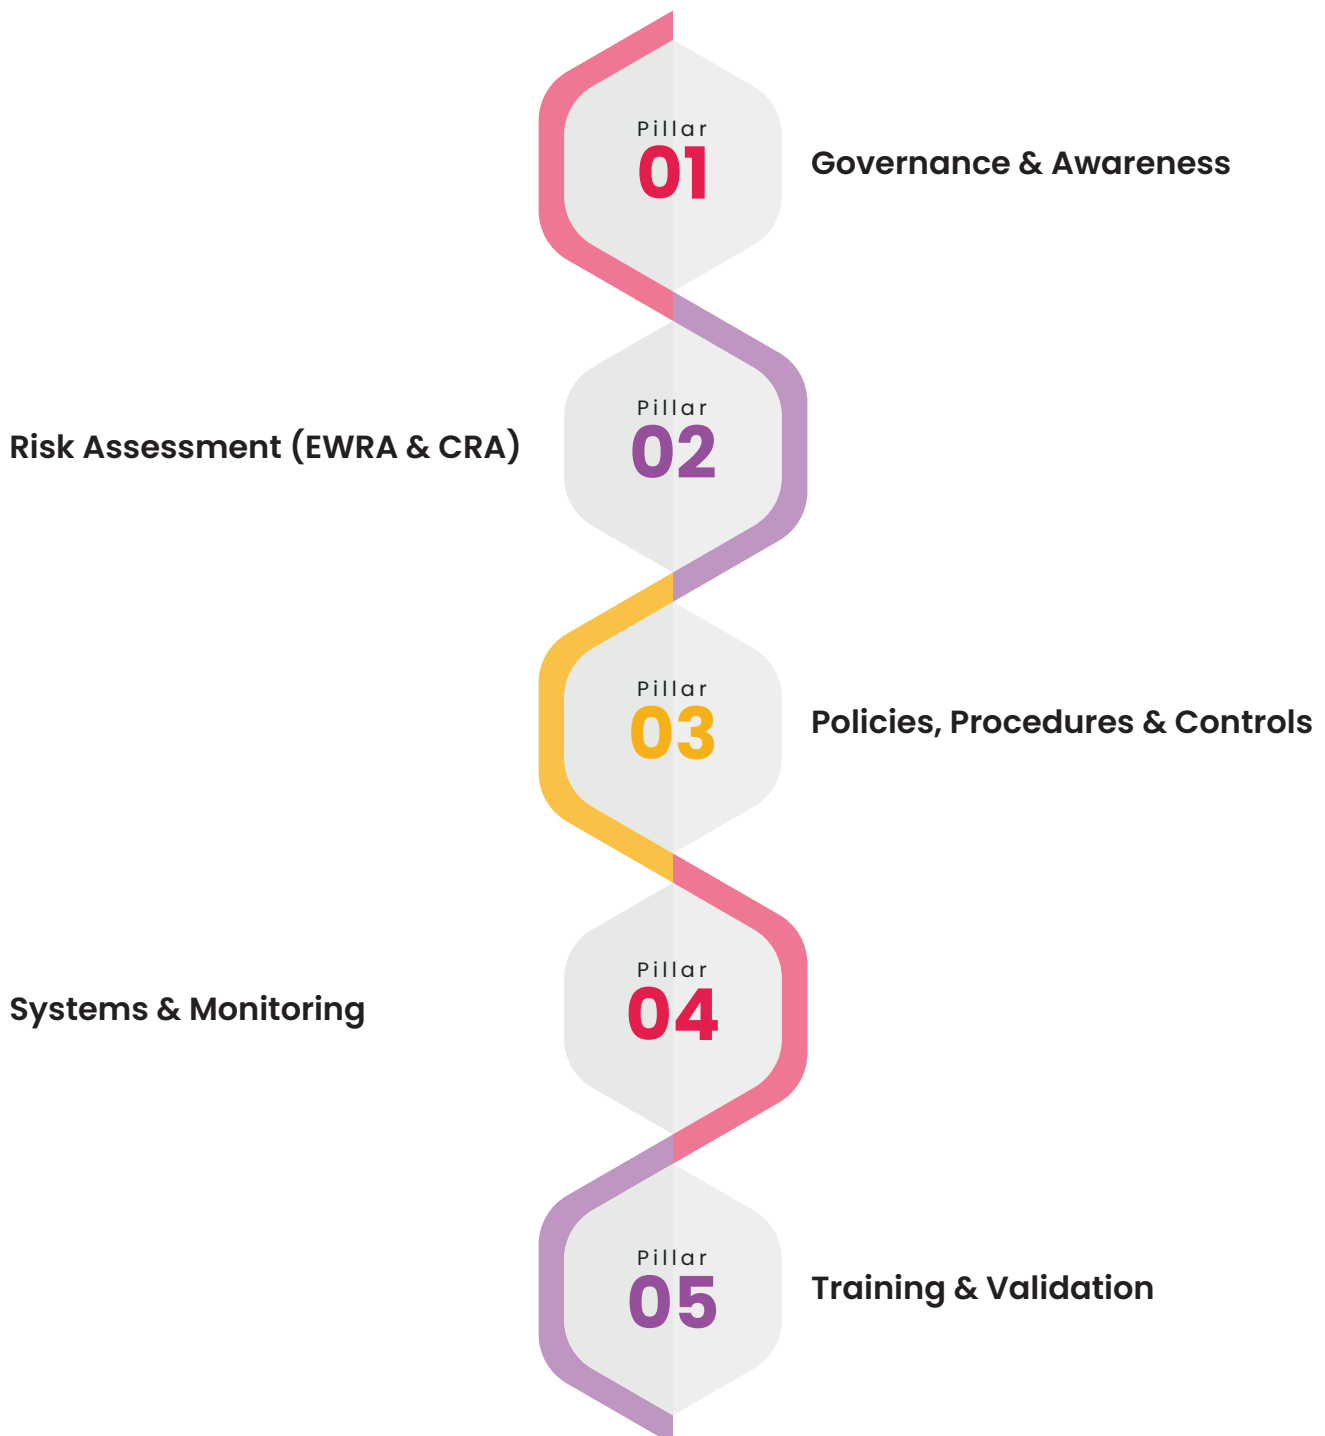 Pillar
01
Governance & Awareness
Pillar
02
Risk Assessment (EWRA & CRA)
Pillar
03
Policies, Procedures & Controls
Pillar
04
Systems & Monitoring
Pillar
05
Training & Validation